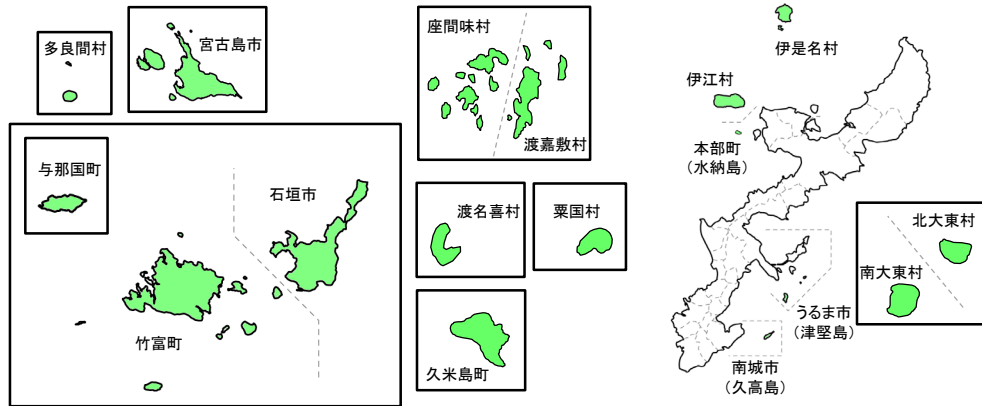 多良間村
宮古島市
与那国町
石垣市
竹富町
座間味村
渡嘉敷村
渡名喜村
粟国村
久米島町
伊是名村
伊江村
本部町
（水納島）
北大東村
南大東村
うるま市
（津堅島）
南城市
（久高島）